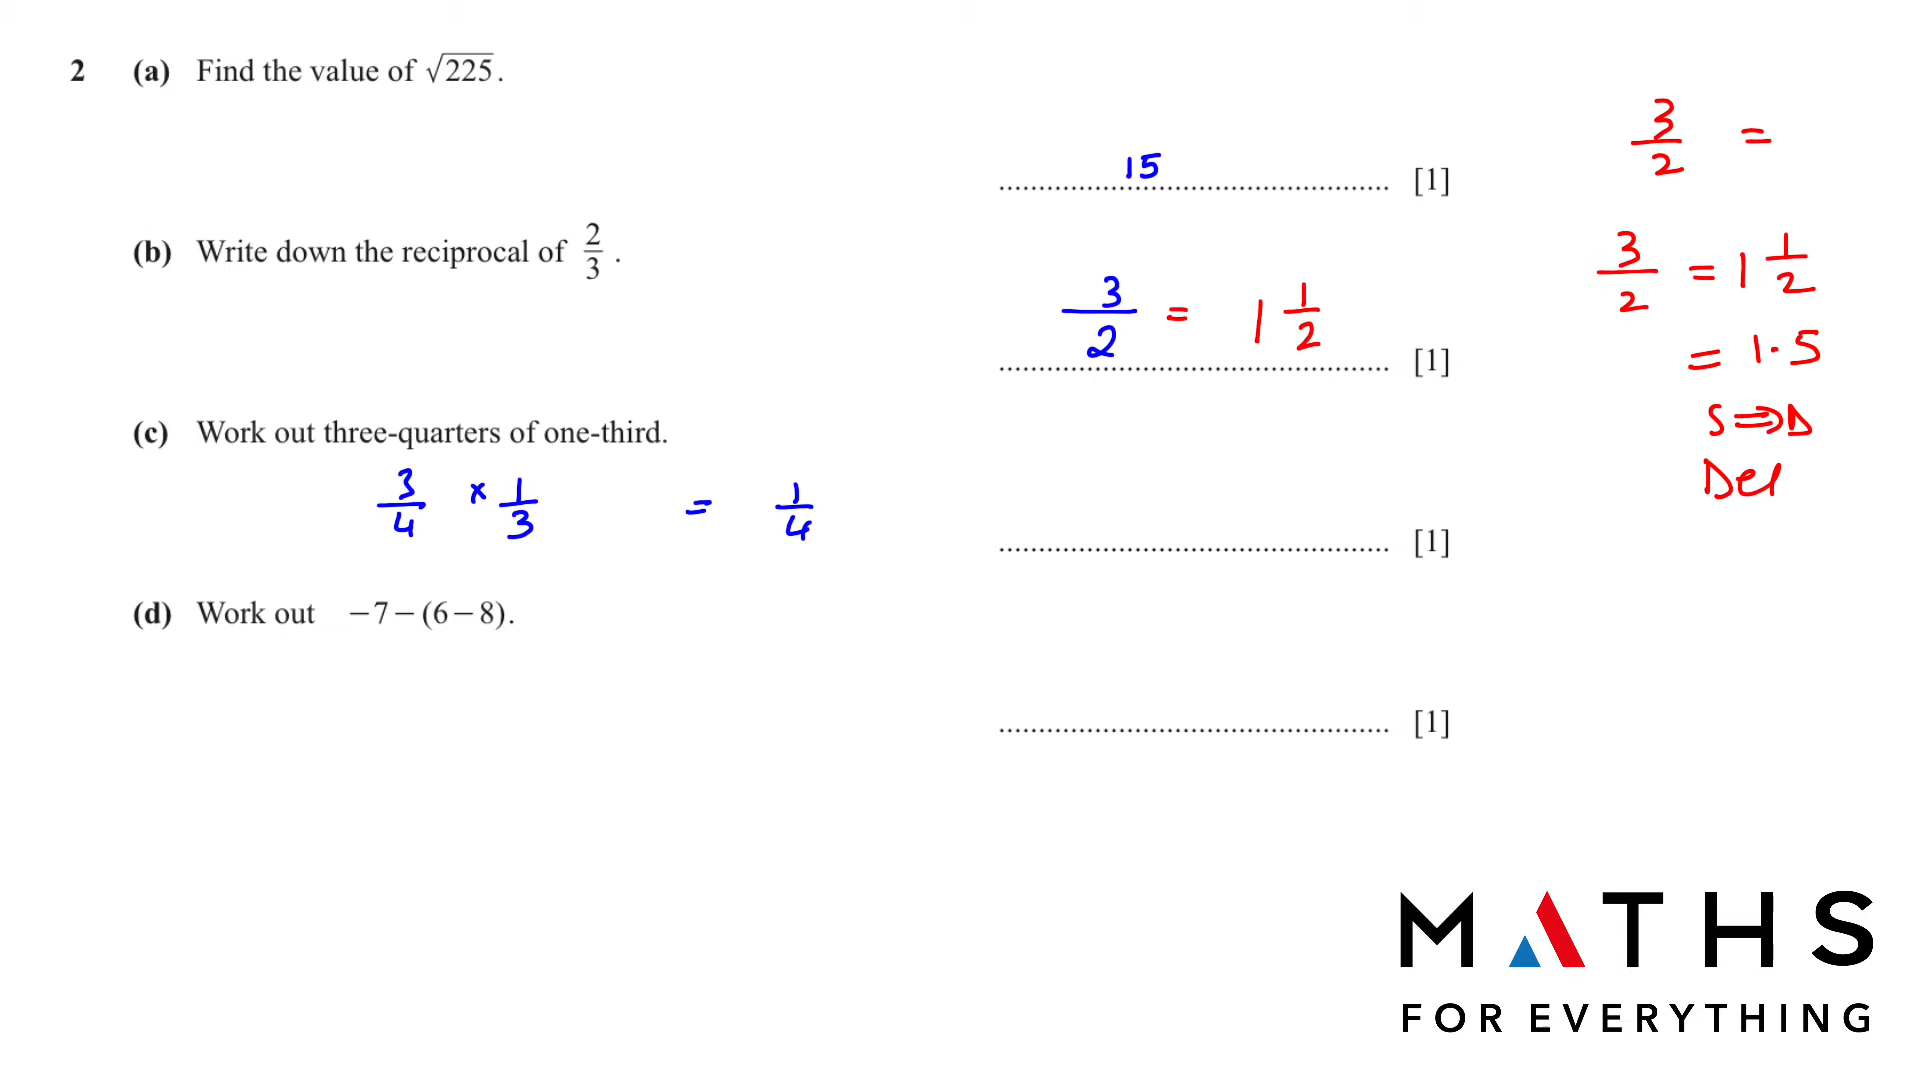 2 (a) Find the value of √225.
15
.................................................. [1]
(b) Write down the reciprocal of 2/3 .
3/2 = 1 1/2
.................................................. [1]
(c) Work out three-quarters of one-third.
3/4 × 1/3 = 1/4
.................................................. [1]
(d) Work out −7−(6−8).
.................................................. [1]
3/2 =
3/2 = 1 1/2
= 1.5
S ⇒ D
Del
MATHS
FOR EVERYTHING